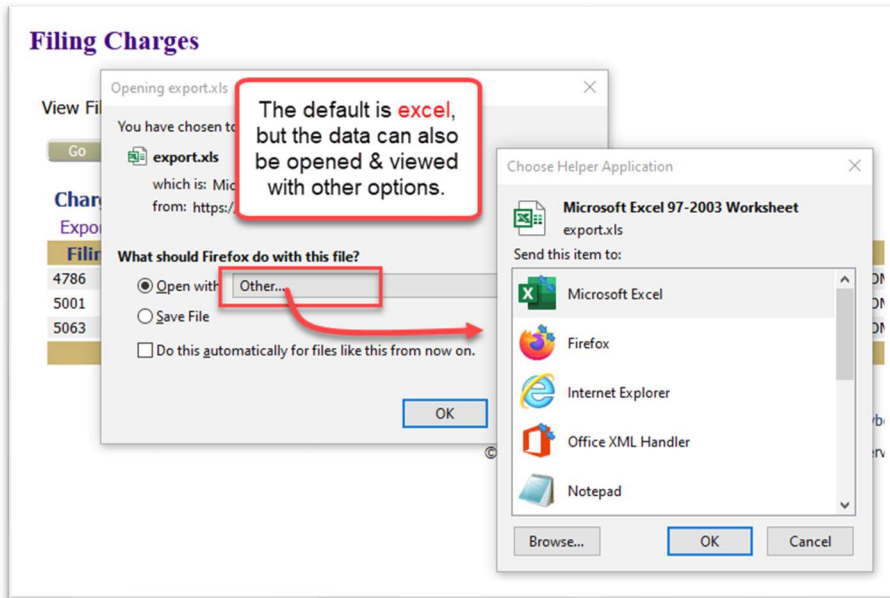 Filing Charges
Opening export.xls
View Fil
You have chosen to
Go
export.xls
which is: Mic
from: https:/
Char
Expo
Filin
4786
5001
5063
What should Firefox do with this file?
Open with
Other...
Save File
Do this automatically for files like this from now on.
OK
The default is excel,
but the data can also
be opened & viewed
with other options.
Choose Helper Application
Microsoft Excel 97-2003 Worksheet
export.xls
Send this item to:
Microsoft Excel
Firefox
Internet Explorer
Office XML Handler
Notepad
Browse...
OK
Cancel
©